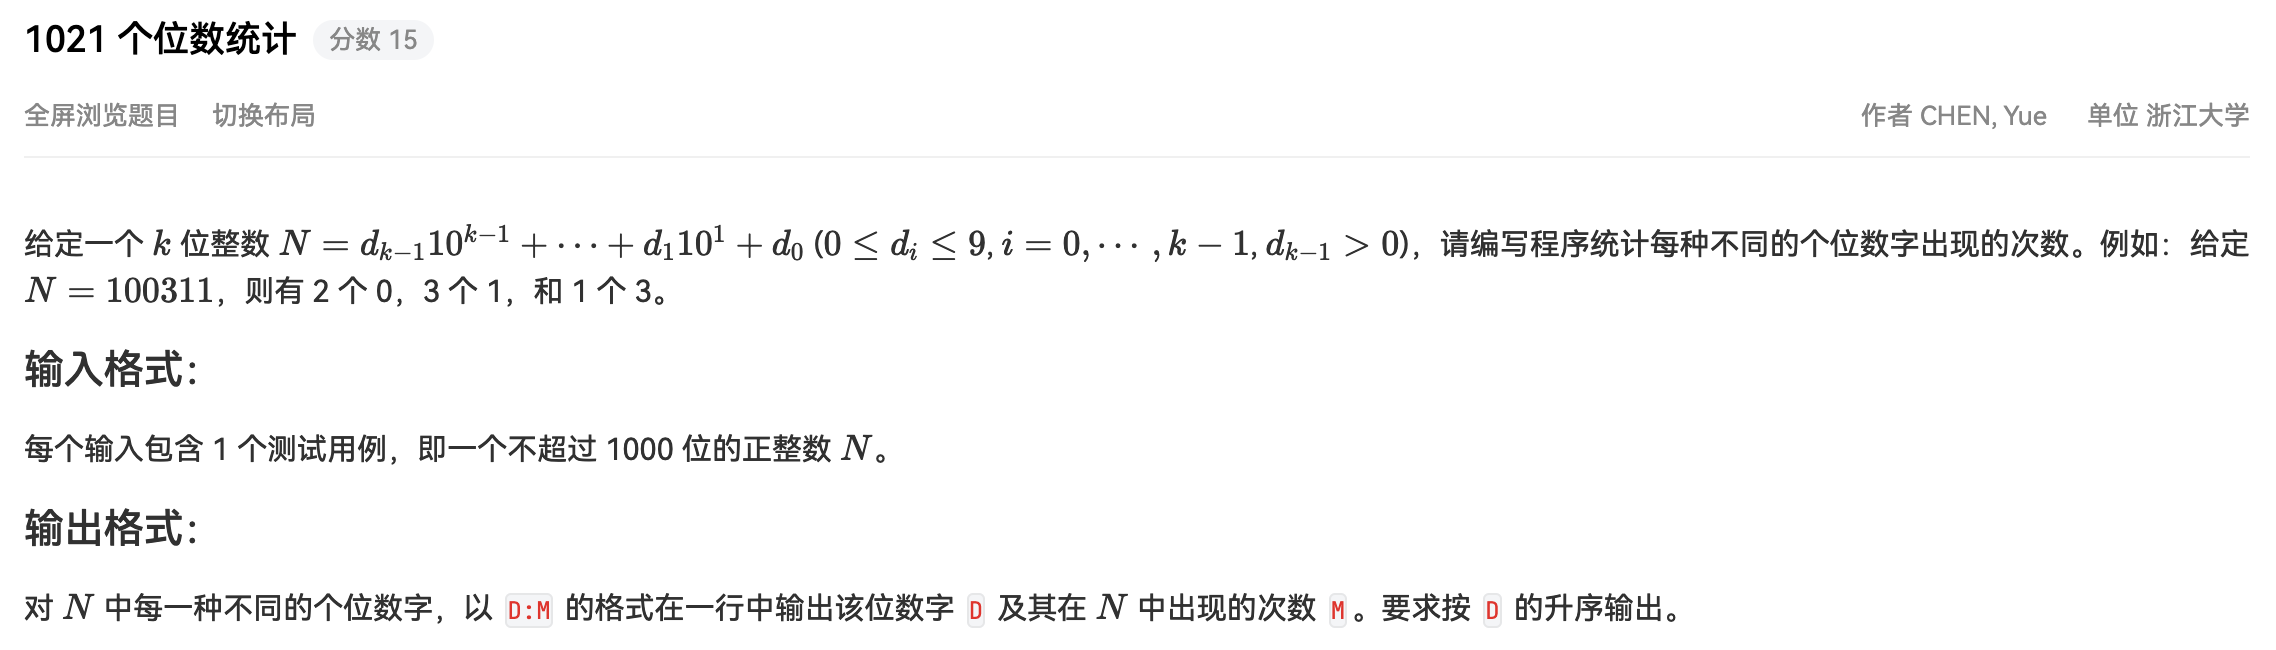 1021 个位数统计 分数 15
全屏浏览题目 切换布局 作者 CHEN, Yue 单位 浙江大学
给定一个 k 位整数 N = d_{k−1}10^{k−1} + ⋯ + d_1 10^1 + d_0 (0 ≤ d_i ≤ 9, i = 0, ⋯ , k − 1, d_{k−1} > 0)，请编写程序统计每种不同的个位数字出现的次数。例如：给定
N = 100311，则有 2 个 0，3 个 1，和 1 个 3。
输入格式：
每个输入包含 1 个测试用例，即一个不超过 1000 位的正整数 N。
输出格式：
对 N 中每一种不同的个位数字，以 D:M 的格式在一行中输出该位数字 D 及其在 N 中出现的次数 M。要求按 D 的升序输出。